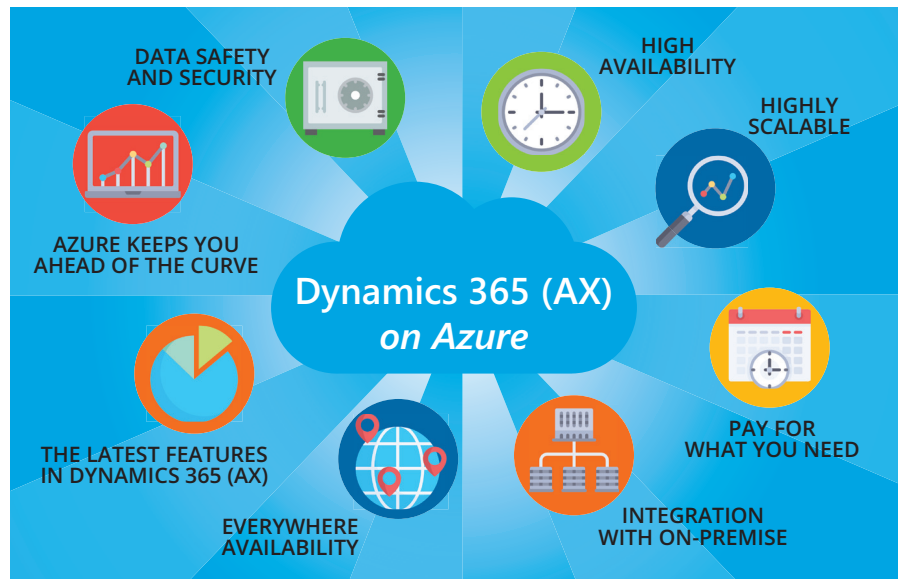 DATA SAFETY
AND SECURITY
HIGH
AVAILABILITY
HIGHLY
SCALABLE
AZURE KEEPS YOU
AHEAD OF THE CURVE
Dynamics 365 (AX)
on Azure
THE LATEST FEATURES
IN DYNAMICS 365 (AX)
PAY FOR
WHAT YOU NEED
EVERYWHERE
AVAILABILITY
INTEGRATION
WITH ON-PREMISE